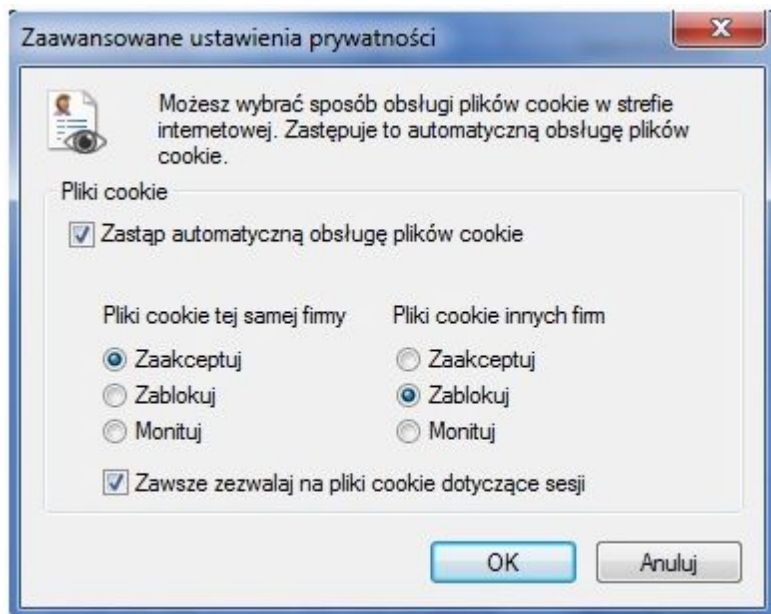 Zaawansowane ustawienia prywatności
Możesz wybrać sposób obsługi plików cookie w strefie
internetowej. Zastępuje to automatyczną obsługę plików
cookie.
Pliki cookie
Zastąp automatyczną obsługę plików cookie
Pliki cookie tej samej firmy
Pliki cookie innych firm
Zaakceptuj
Zaakceptuj
Zablokuj
Zablokuj
Monituj
Monituj
Zawsze zezwalaj na pliki cookie dotyczące sesji
OK
Anuluj